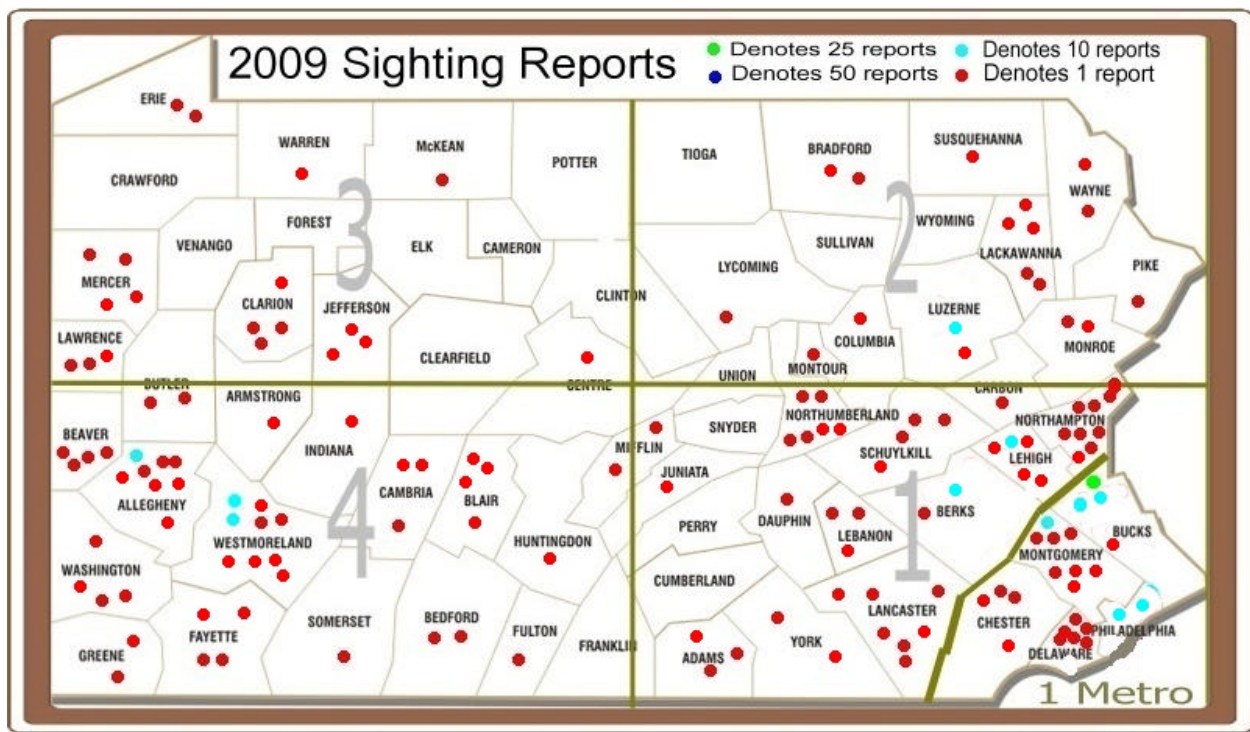 2009 Sighting Reports
Denotes 25 reports
Denotes 10 reports
Denotes 50 reports
Denotes 1 report
ERIE
WARREN
McKEAN
POTTER
TIOGA
BRADFORD
SUSQUEHANNA
CRAWFORD
WAYNE
FOREST
WYOMING
VENANGO
3
ELK
CAMERON
SULLIVAN
2
LACKAWANNA
LYCOMING
PIKE
MERCER
CLARION
JEFFERSON
CLINTON
LUZERNE
LAWRENCE
COLUMBIA
MONROE
CLEARFIELD
MONTOUR
UNION
BUTLER
CENTRE
CARBON
ARMSTRONG
NORTHUMBERLAND
NORTHAMPTON
SNYDER
BEAVER
INDIANA
MIFFLIN
SCHUYLKILL
LEHIGH
JUNIATA
CAMBRIA
BLAIR
ALLEGHENY
4
1
BERKS
PERRY
DAUPHIN
LEBANON
BUCKS
WESTMORELAND
HUNTINGDON
MONTGOMERY
WASHINGTON
CUMBERLAND
LANCASTER
SOMERSET
BEDFORD
CHESTER
FULTON
PHILADELPHIA
FAYETTE
YORK
FRANKLIN
GREENE
ADAMS
DELAWARE
1 Metro